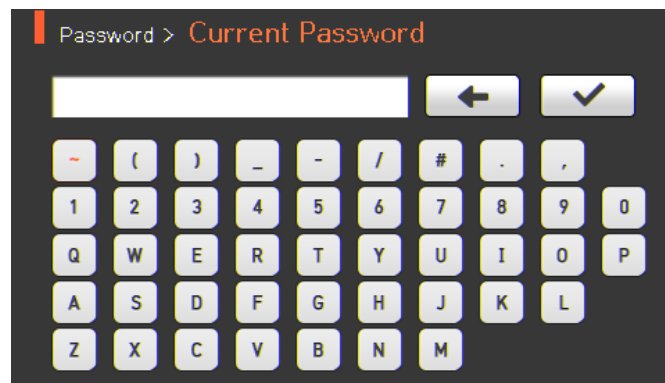 Password > Current Password
~ ( ) _ - / # . ,
1 2 3 4 5 6 7 8 9 0
Q W E R T Y U I O P
A S D F G H J K L
Z X C V B N M